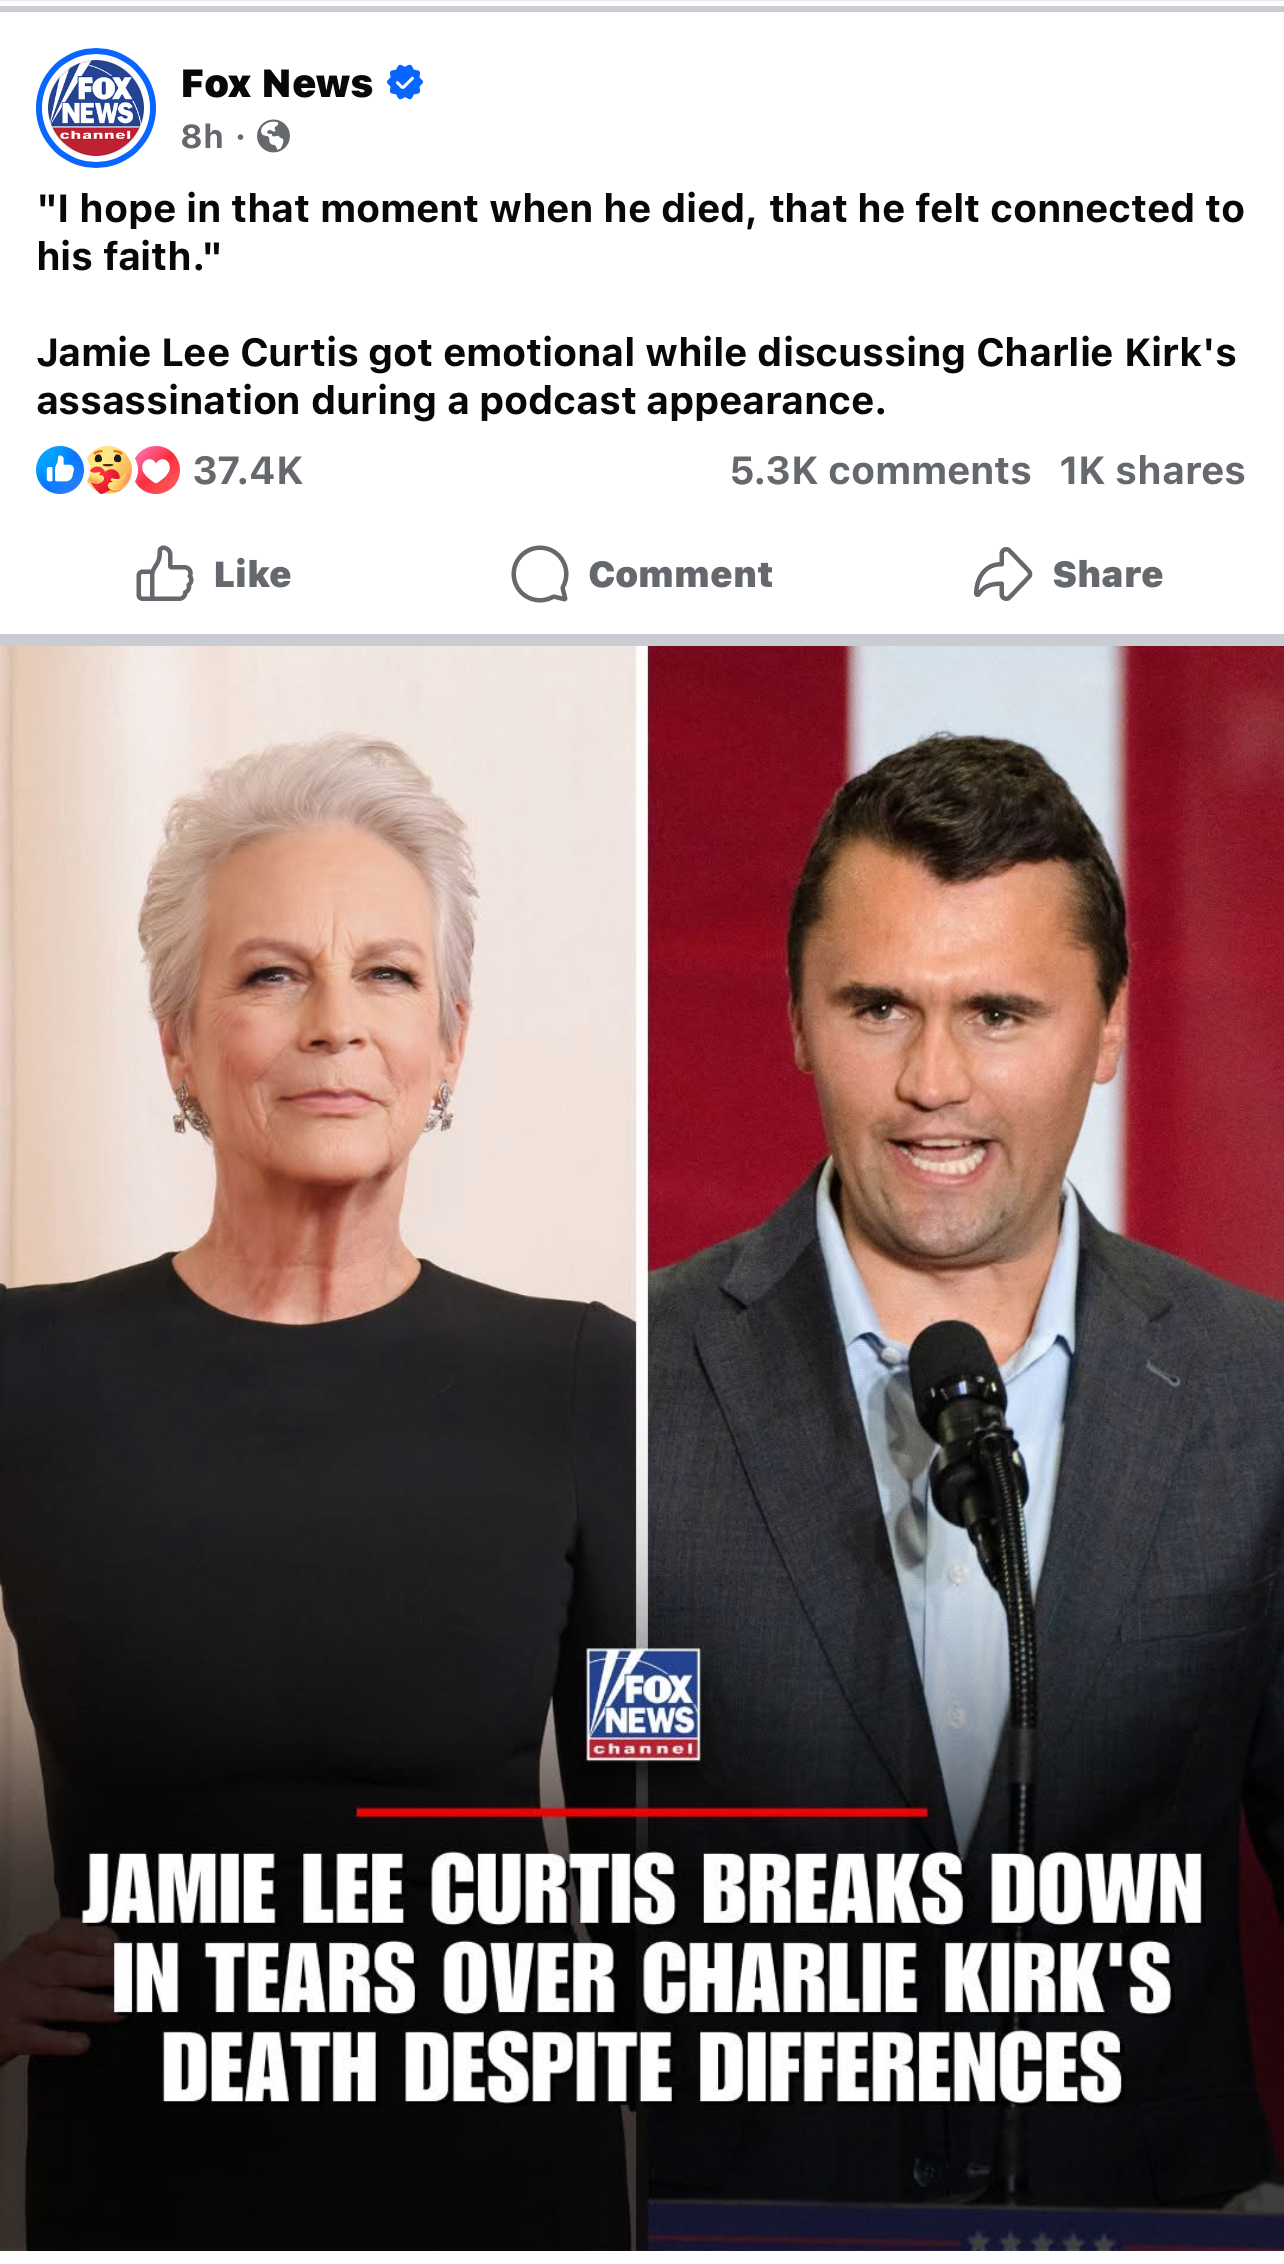 FOX
NEWS
channel
Fox News
8h ·
"I hope in that moment when he died, that he felt connected to
his faith."
Jamie Lee Curtis got emotional while discussing Charlie Kirk's
assassination during a podcast appearance.
37.4K 5.3K comments 1K shares
Like Comment Share
FOX
NEWS
channel
JAMIE LEE CURTIS BREAKS DOWN
IN TEARS OVER CHARLIE KIRK'S
DEATH DESPITE DIFFERENCES